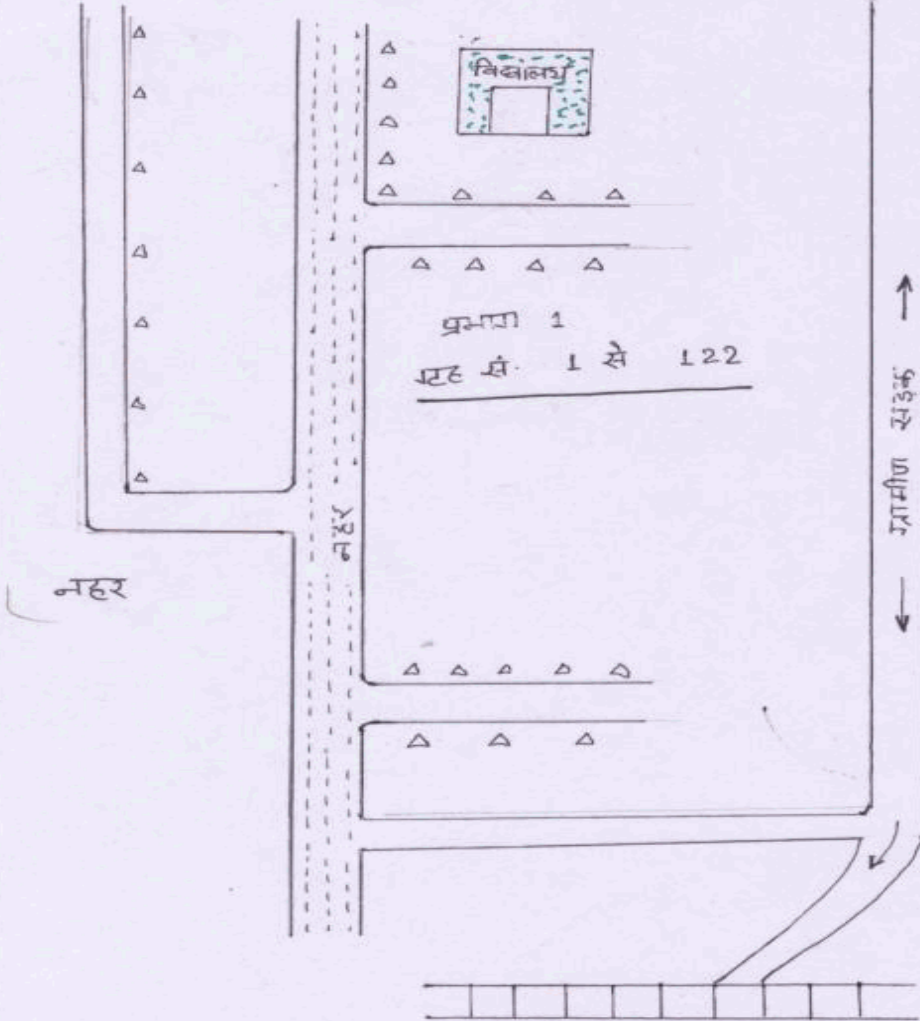 विद्यालय
प्रभाग 1
गृह सं. 1 से 122
नहर
नहर
ग्रामीण सड़क